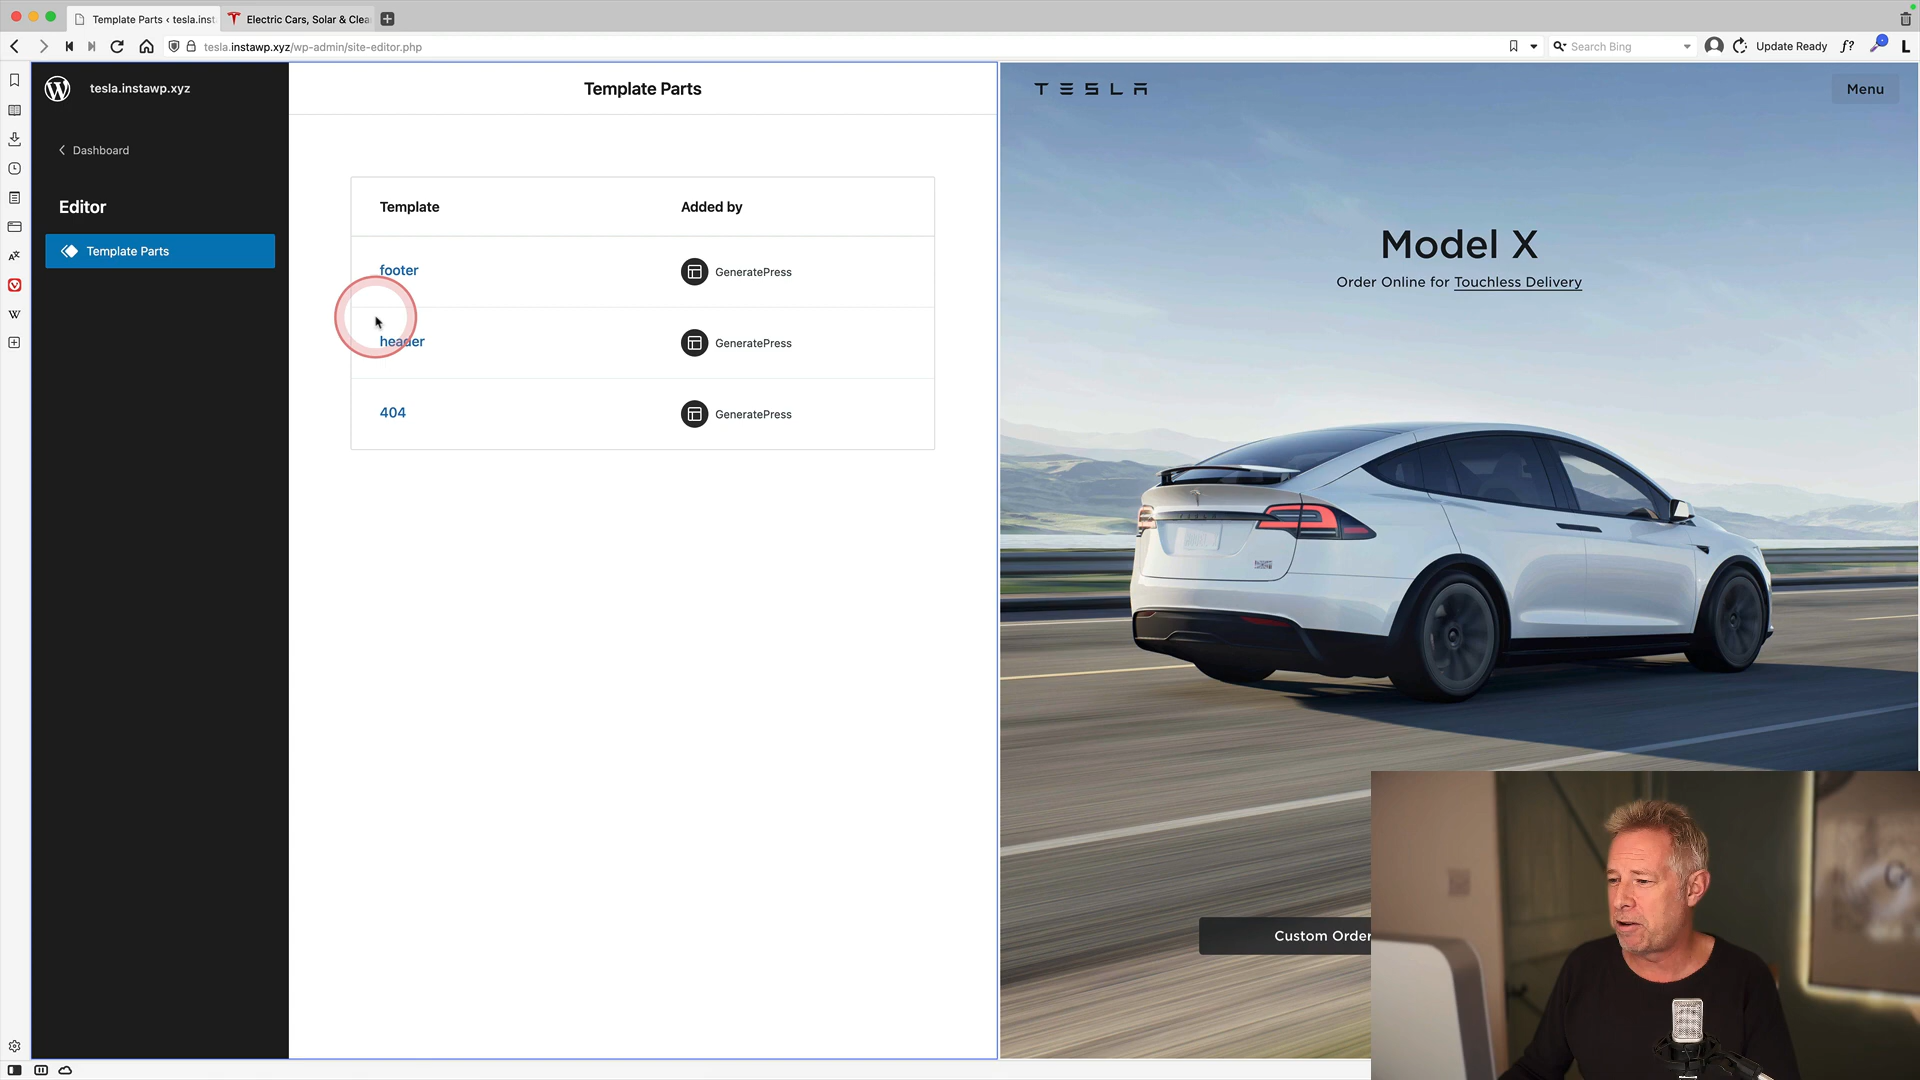 Template Parts ‹ tesla.inst
Electric Cars, Solar & Clea
tesla.instawp.xyz/wp-admin/site-editor.php
Search Bing
Update Ready
tesla.instawp.xyz
Dashboard
Editor
Template Parts
Template Parts
Template
Added by
footer
GeneratePress
header
GeneratePress
404
GeneratePress
TESLA
Menu
Model X
Order Online for Touchless Delivery
Custom Order